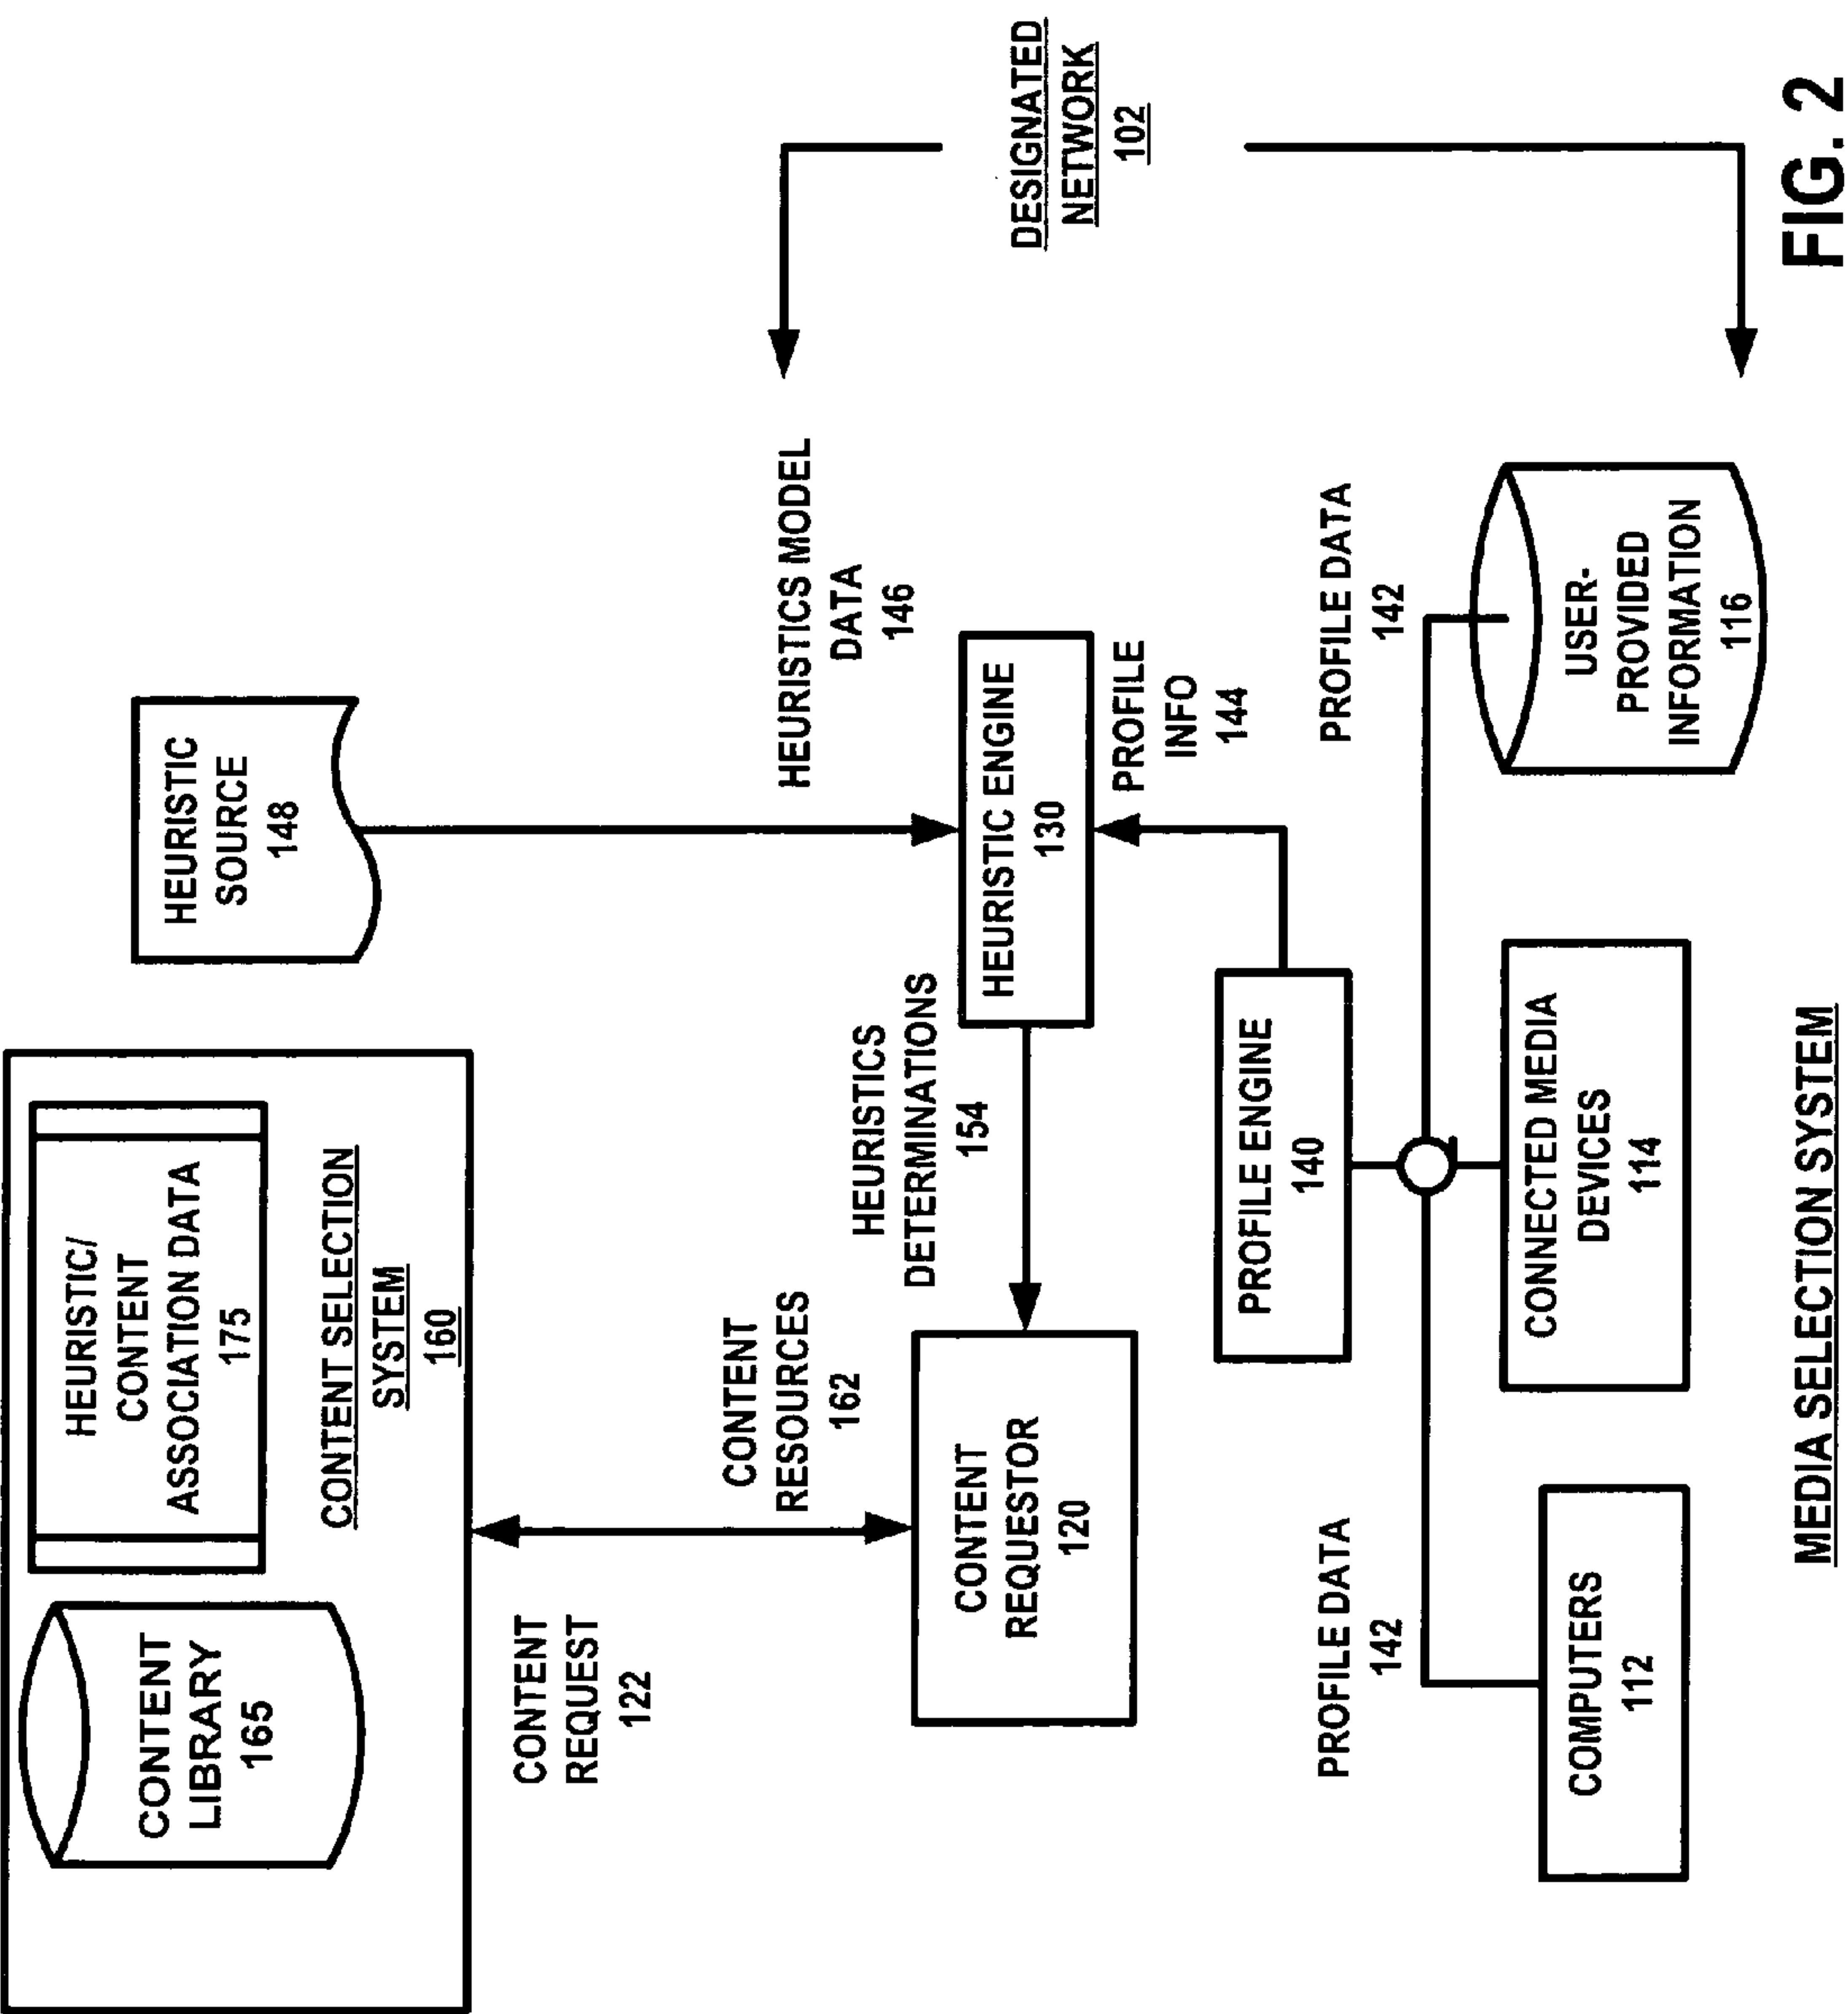 CONTENT
LIBRARY
165
HEURISTIC/
CONTENT
ASSOCIATION DATA
175
CONTENT SELECTION
SYSTEM
160
HEURISTIC
SOURCE
148
CONTENT
REQUEST
122
CONTENT
RESOURCES
162
HEURISTICS MODEL
DATA
146
HEURISTICS
DETERMINATIONS
154
CONTENT
REQUESTOR
120
HEURISTIC ENGINE
130
DESIGNATED
NETWORK
102
PROFILE
INFO
144
PROFILE ENGINE
140
PROFILE DATA
142
PROFILE DATA
142
COMPUTERS
112
CONNECTED MEDIA
DEVICES
114
USER-
PROVIDED
INFORMATION
116
MEDIA SELECTION SYSTEM
FIG. 2